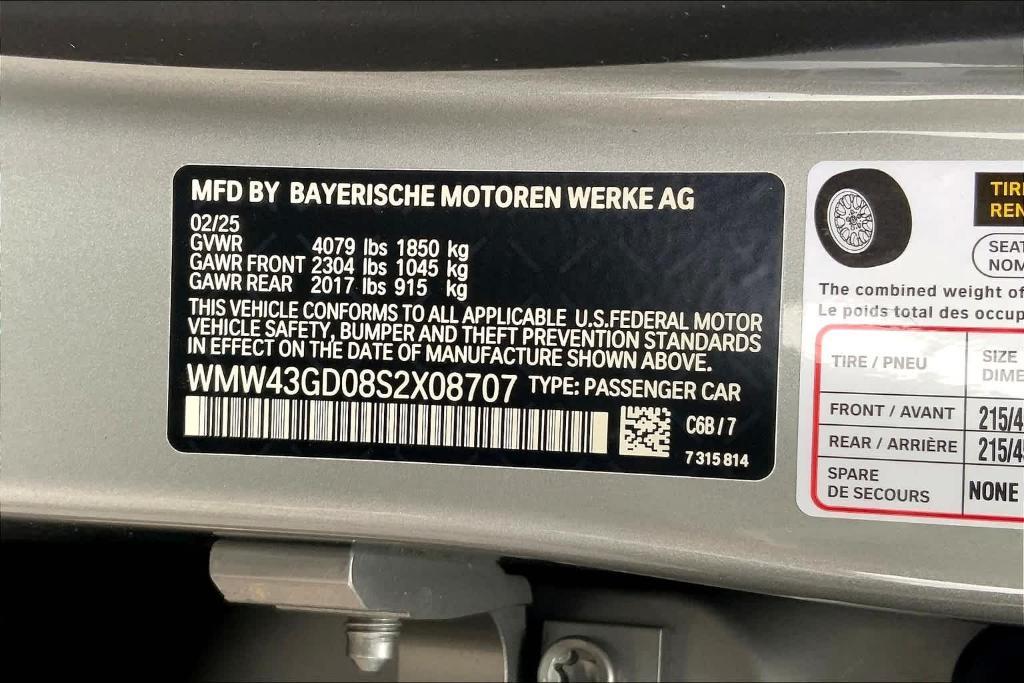 MFD BY BAYERISCHE MOTOREN WERKE AG
02/25
GVWR 4079 lbs 1850 kg
GAWR FRONT 2304 lbs 1045 kg
GAWR REAR 2017 lbs 915 kg
THIS VEHICLE CONFORMS TO ALL APPLICABLE U.S.FEDERAL MOTOR
VEHICLE SAFETY, BUMPER AND THEFT PREVENTION STANDARDS
IN EFFECT ON THE DATE OF MANUFACTURE SHOWN ABOVE.
WMW43GD08S2X08707 TYPE: PASSENGER CAR
C6B / 7
7 315 814
TIRE
REN
SEAT
NOM
The combined weight of
Le poids total des occup
TIRE / PNEU SIZE
DIME
FRONT / AVANT 215/4
REAR / ARRIÈRE 215/45
SPARE
DE SECOURS NONE